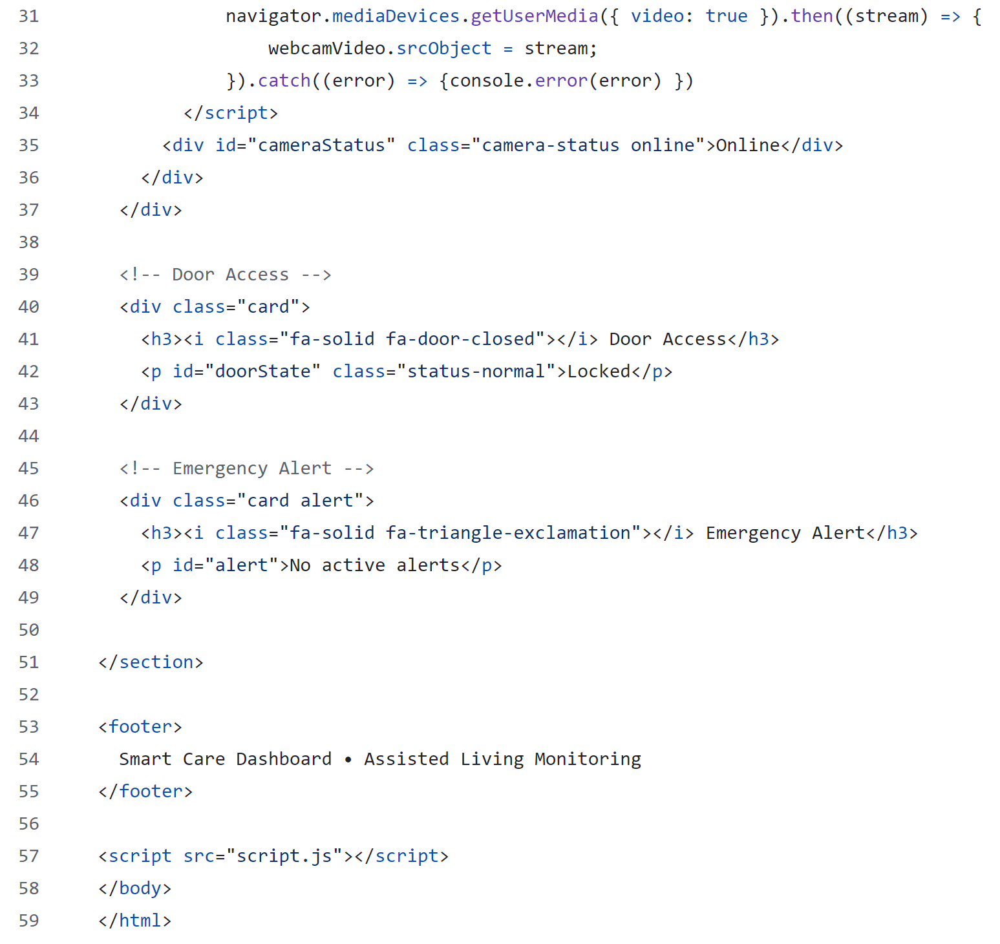 31 navigator.mediaDevices.getUserMedia({ video: true }).then((stream) => {
32 webcamVideo.srcObject = stream;
33 }).catch((error) => {console.error(error) })
34 </script>
35 <div id="cameraStatus" class="camera-status online">Online</div>
36 </div>
37 </div>
38
39 <!-- Door Access -->
40 <div class="card">
41 <h3><i class="fa-solid fa-door-closed"></i> Door Access</h3>
42 <p id="doorState" class="status-normal">Locked</p>
43 </div>
44
45 <!-- Emergency Alert -->
46 <div class="card alert">
47 <h3><i class="fa-solid fa-triangle-exclamation"></i> Emergency Alert</h3>
48 <p id="alert">No active alerts</p>
49 </div>
50
51 </section>
52
53 <footer>
54 Smart Care Dashboard • Assisted Living Monitoring
55 </footer>
56
57 <script src="script.js"></script>
58 </body>
59 </html>